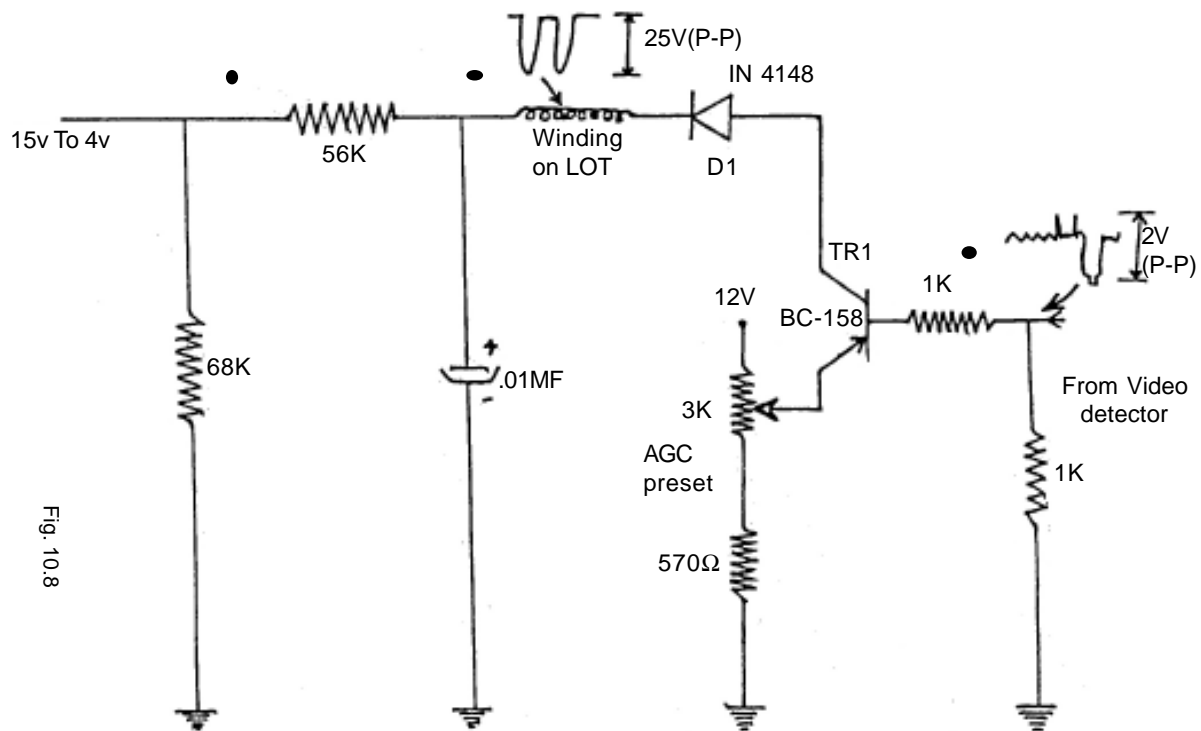 25V(P-P)
IN 4148
15v To 4v
56K
Winding
on LOT
D1
2V
(P-P)
TR1
1K
12V
BC-158
68K
+
.01MF
-
3K
From Video
detector
AGC
preset
1K
570Ω
Fig. 10.8